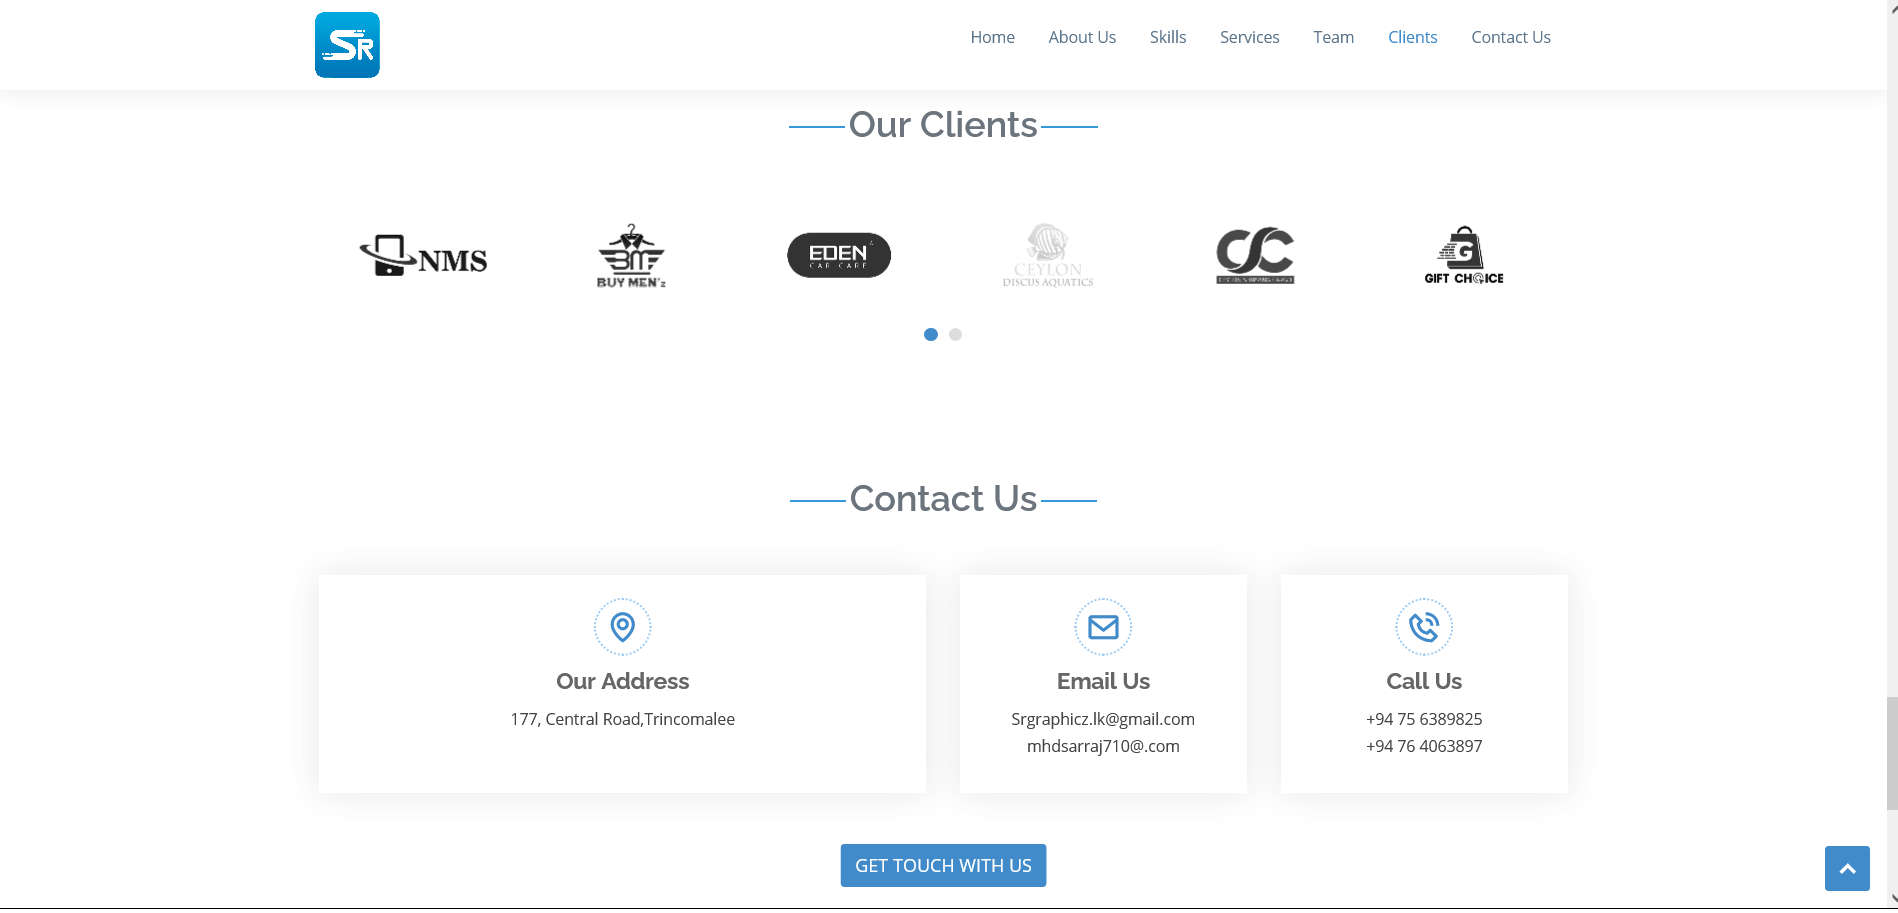 SR
Home About Us Skills Services Team Clients Contact Us
Our Clients
NMS
BM
BUY MEN'z
EDEN
CAR CARE
CEYLON
DISCUS AQUATICS
CSC
G
GIFT CHOICE
Contact Us
Our Address
177, Central Road,Trincomalee
Email Us
Srgraphicz.lk@gmail.com
mhdsarraj710@.com
Call Us
+94 75 6389825
+94 76 4063897
GET TOUCH WITH US